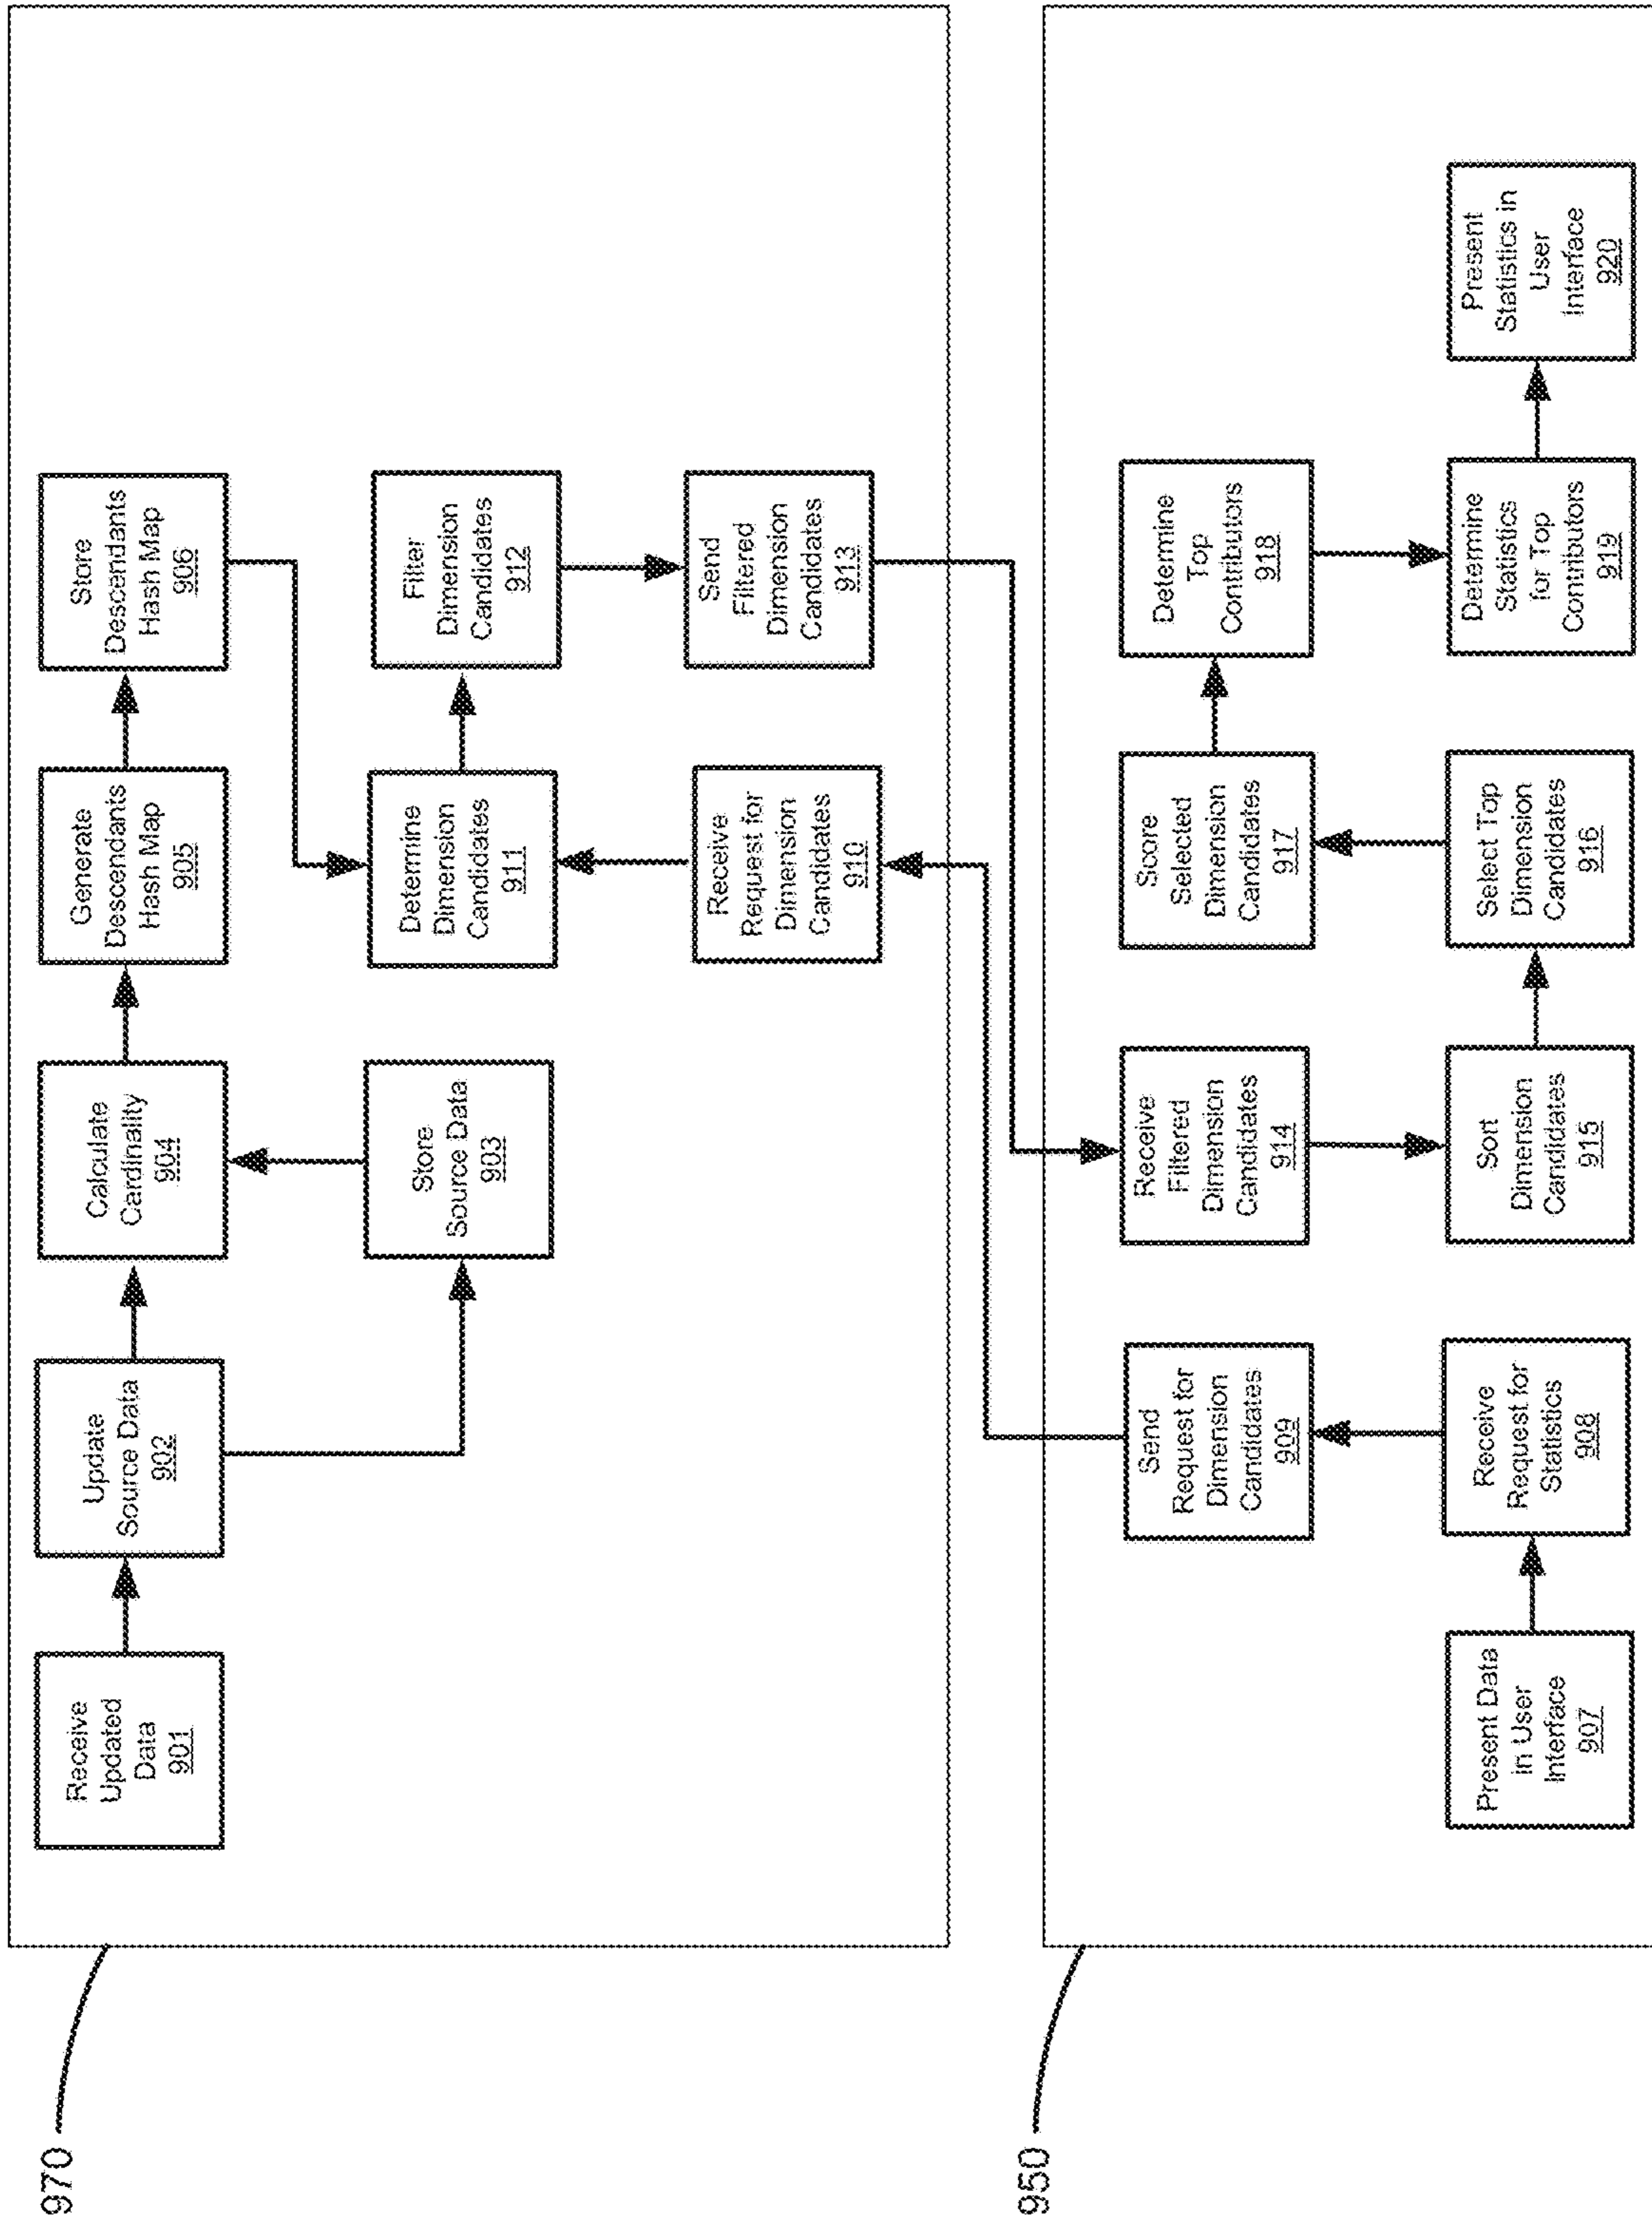 970
Receive
Updated
Data
901
Update
Source Data
902
Store
Source Data
903
Calculate
Cardinality
904
Generate
Descendants
Hash Map
905
Store
Descendants
Hash Map
906
Receive
Request for
Dimension
Candidates
910
Determine
Dimension
Candidates
911
Filter
Dimension
Candidates
912
Send
Filtered
Dimension
Candidates
913
950
Present Data
in User
Interface
907
Receive
Request for
Statistics
908
Send
Request for
Dimension
Candidates
909
Receive
Filtered
Dimension
Candidates
914
Sort
Dimension
Candidates
915
Select Top
Dimension
Candidates
916
Score
Selected
Dimension
Candidates
917
Determine
Top
Contributors
918
Determine
Statistics
for Top
Contributors
919
Present
Statistics in
User
Interface
920